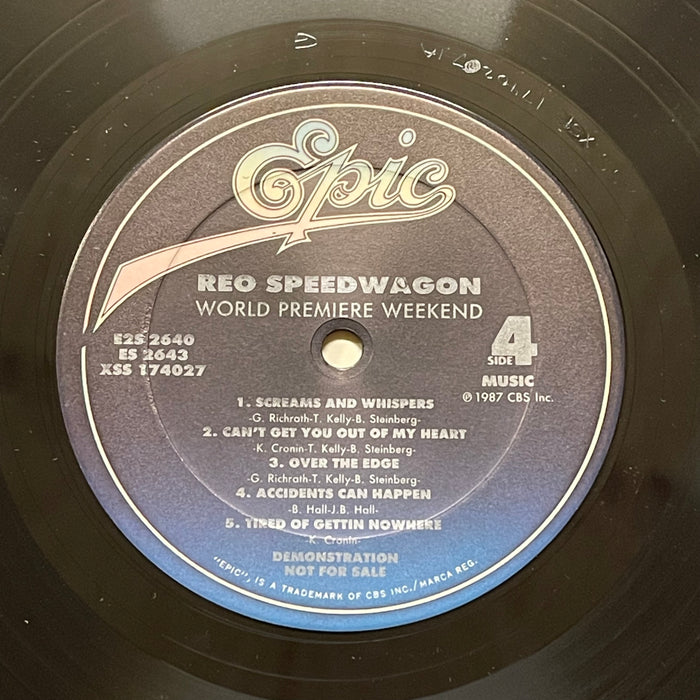 Epic
REO SPEEDWAGON
WORLD PREMIERE WEEKEND
E2S 2640
ES 2643
XSS 174027
4
SIDE
MUSIC
℗ 1987 CBS Inc.
1. SCREAMS AND WHISPERS
-G. Richrath-T. Kelly-B. Steinberg-
2. CAN'T GET YOU OUT OF MY HEART
-K. Cronin-T. Kelly-B. Steinberg-
3. OVER THE EDGE
-G. Richrath-T. Kelly-B. Steinberg-
4. ACCIDENTS CAN HAPPEN
-B. Hall-J.B. Hall-
5. TIRED OF GETTIN NOWHERE
-K. Cronin-
DEMONSTRATION
NOT FOR SALE
"EPIC", IS A TRADEMARK OF CBS INC./MARCA REG.